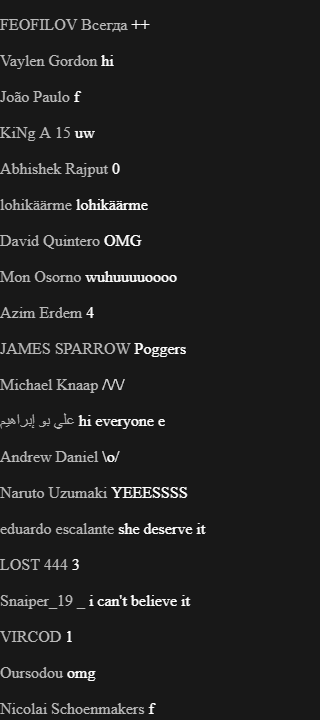 FEOFILOV Всегда ++
Vaylen Gordon hi
João Paulo f
KiNg A 15 uw
Abhishek Rajput 0
lohikäärme lohikäärme
David Quintero OMG
Mon Osorno wuhuuuuoooo
Azim Erdem 4
JAMES SPARROW Poggers
Michael Knaap /\/\/
علي بو إبراهيم hi everyone e
Andrew Daniel \o/
Naruto Uzumaki YEEESSSS
eduardo escalante she deserve it
LOST 444 3
Snaiper_19 _ i can't believe it
VIRCOD 1
Oursodou omg
Nicolai Schoenmakers f